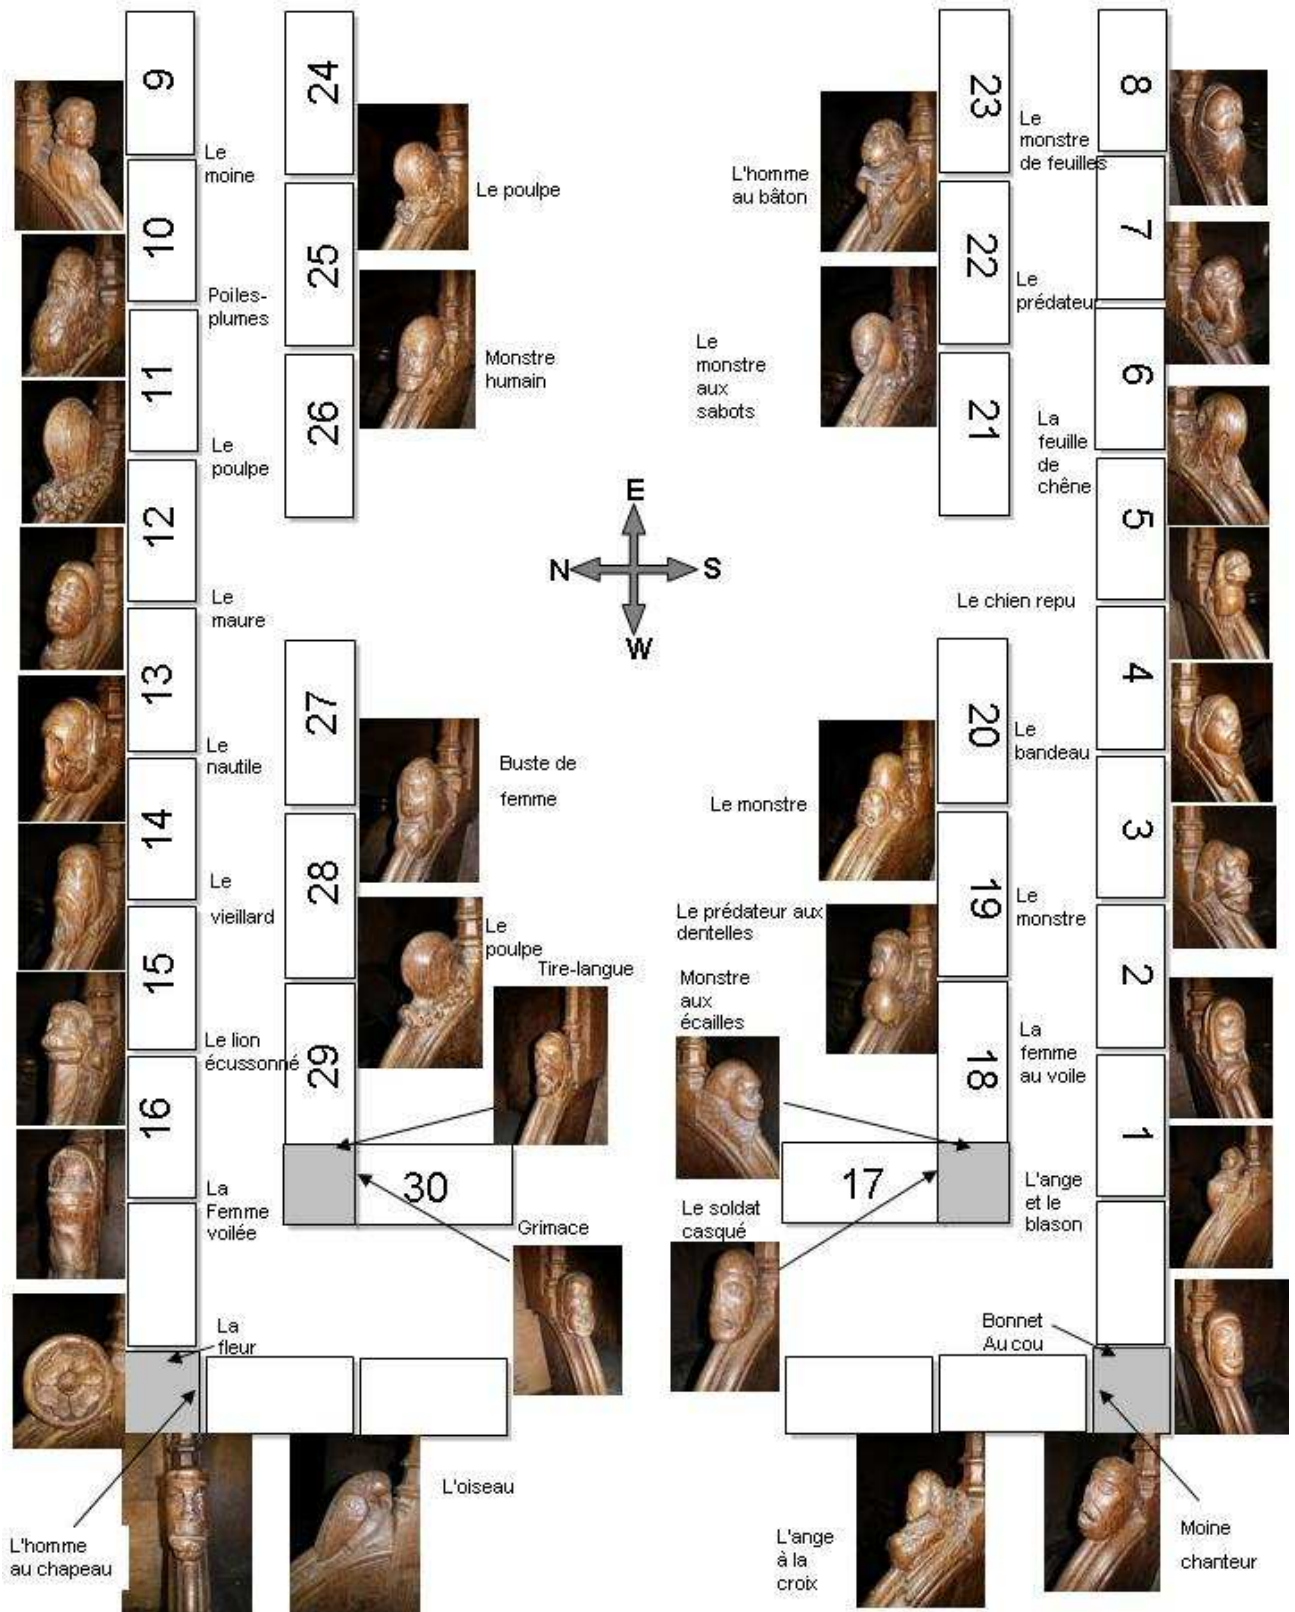 9
24
23
8
Le
moine
Le poulpe
L'homme
au bâton
Le
monstre
de feuilles
10
25
22
7
Poiles-
plumes
Monstre
humain
Le
monstre
aux
sabots
Le
prédateur
11
26
21
6
Le
poulpe
La
feuille
de
chêne
12
5
E
N
S
W
Le
maure
Le chien repu
13
27
20
4
Le
nautile
Buste de
femme
Le monstre
Le
bandeau
14
28
19
3
Le
vieillard
Le
poulpe
Tire-langue
Le prédateur aux
dentelles
Monstre
aux
écailles
Le
monstre
15
29
18
2
Le lion
écussonné
La
femme
au voile
16
30
17
1
La
Femme
voilée
Grimace
Le soldat
casqué
L'ange
et le
blason
La
fleur
Bonnet
Au cou
L'homme
au chapeau
L'oiseau
L'ange
à la
croix
Moine
chanteur